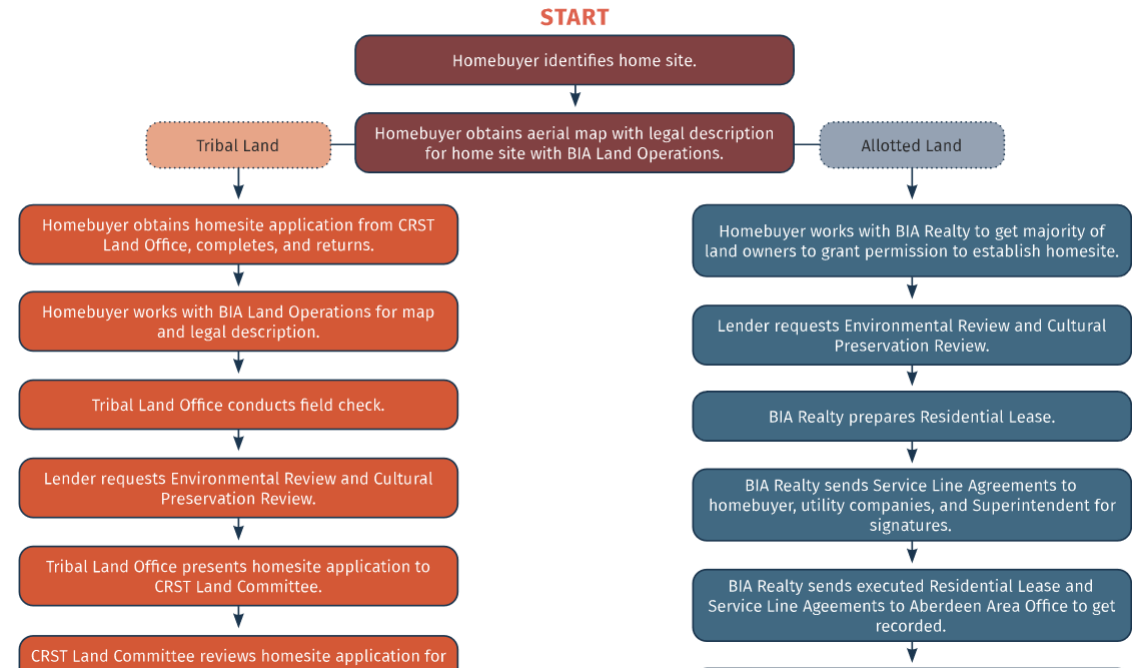 START
Homebuyer identifies home site.
Homebuyer obtains aerial map with legal description
for home site with BIA Land Operations.
Tribal Land
Allotted Land
Homebuyer obtains homesite application from CRST
Land Office, completes, and returns.
Homebuyer works with BIA Land Operations for map
and legal description.
Tribal Land Office conducts field check.
Lender requests Environmental Review and Cultural
Preservation Review.
Tribal Land Office presents homesite application to
CRST Land Committee.
CRST Land Committee reviews homesite application for
Homebuyer works with BIA Realty to get majority of
land owners to grant permission to establish homesite.
Lender requests Environmental Review and Cultural
Preservation Review.
BIA Realty prepares Residential Lease.
BIA Realty sends Service Line Agreements to
homebuyer, utility companies, and Superintendent for
signatures.
BIA Realty sends executed Residential Lease and
Service Line Ageements to Aberdeen Area Office to get
recorded.